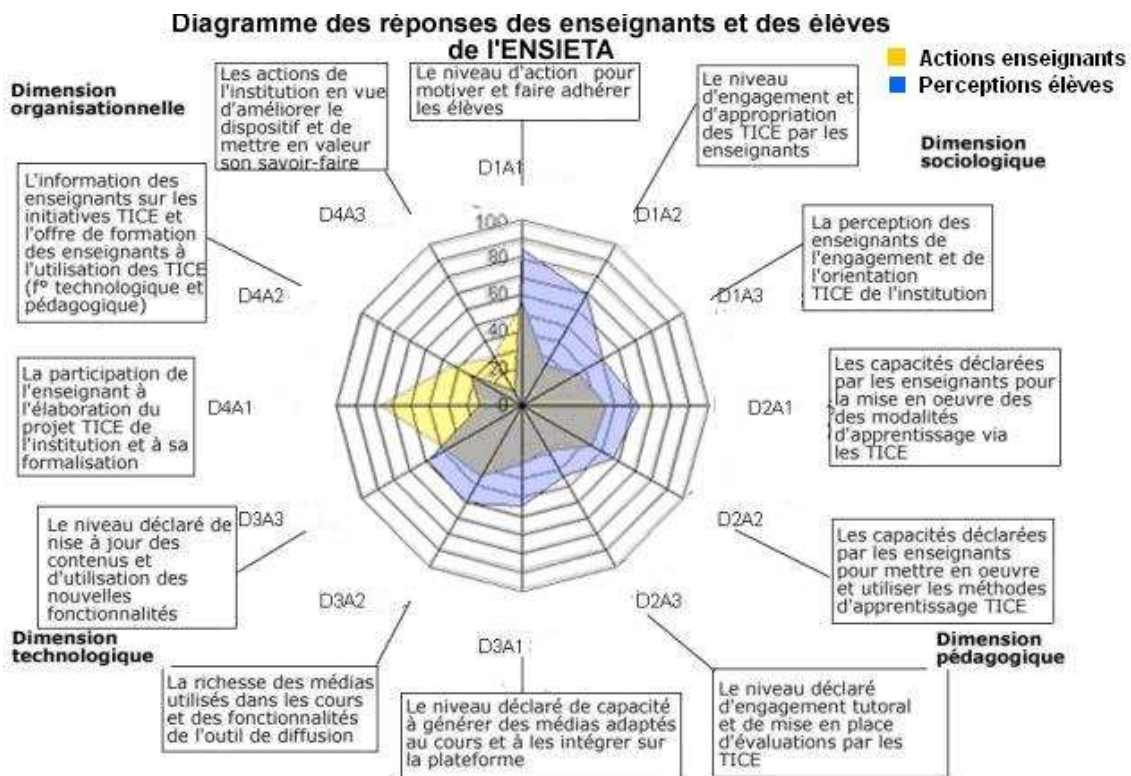 Diagramme des réponses des enseignants et des élèves
de l'ENSIETA
Actions enseignants
Perceptions élèves
Dimension
organisationnelle
Les actions de
l'institution en vue
d'améliorer le
dispositif et de
mettre en valeur
son savoir-faire
Le niveau d'action pour
motiver et faire adhérer
les élèves
Le niveau
d'engagement et
d'appropriation
des TICE par les
enseignants
Dimension
sociologique
L'information des
enseignants sur les
initiatives TICE et
l'offre de formation
des enseignants à
l'utilisation des TICE
(f° technologique et
pédagogique)
D4A3
D1A1
D1A2
La perception des
enseignants de
l'engagement et de
l'orientation
TICE de l'institution
D4A2
D1A3
100
80
60
40
20
0
La participation de
l'enseignant à
l'élaboration du
projet TICE de
l'institution et à sa
formalisation
D4A1
D2A1
Les capacités déclarées
par les enseignants pour
la mise en oeuvre des
des modalités
d'apprentissage via
les TICE
Le niveau déclaré de
nise à jour des
contenus et
d'utilisation des
nouvelles
fonctionnalités
D3A3
D2A2
Les capacités déclarées
par les enseignants
pour mettre en oeuvre
et utiliser les méthodes
d'apprentissage TICE
D3A2
D2A3
D3A1
Dimension
technologique
Dimension
pédagogique
La richesse des médias
utilisés dans les cours
et des fonctionnalités
de l'outil de diffusion
Le niveau déclaré de capacité
à générer des médias adaptés
au cours et à les intégrer sur
la plateforme
Le niveau déclaré
d'engagement tutoral
et de mise en place
d'évaluations par les
TICE